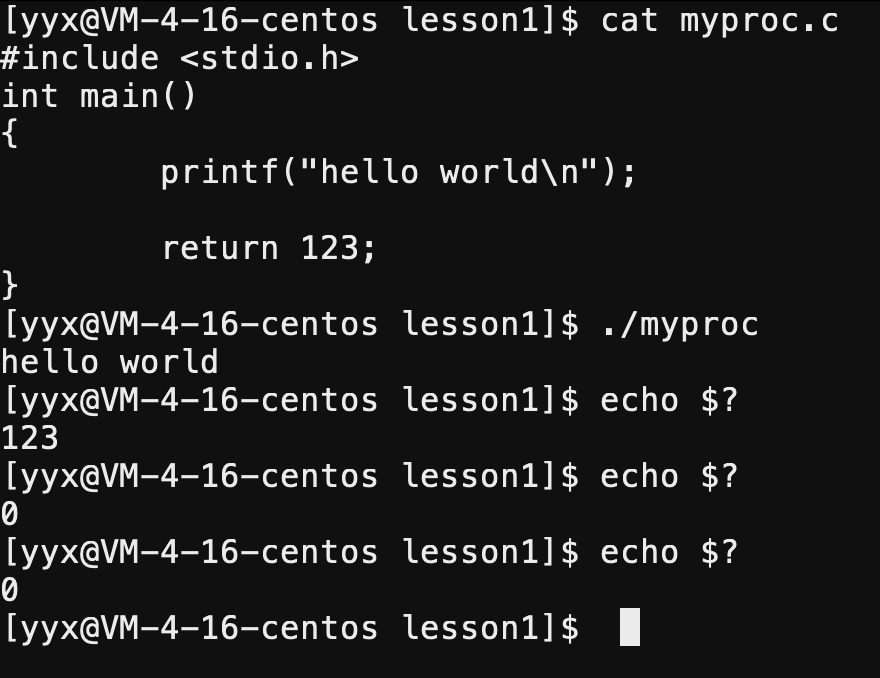 [yyx@VM-4-16-centos lesson1]$ cat myproc.c
#include <stdio.h>
int main()
{
        printf("hello world\n");

        return 123;
}
[yyx@VM-4-16-centos lesson1]$ ./myproc
hello world
[yyx@VM-4-16-centos lesson1]$ echo $?
123
[yyx@VM-4-16-centos lesson1]$ echo $?
0
[yyx@VM-4-16-centos lesson1]$ echo $?
0
[yyx@VM-4-16-centos lesson1]$